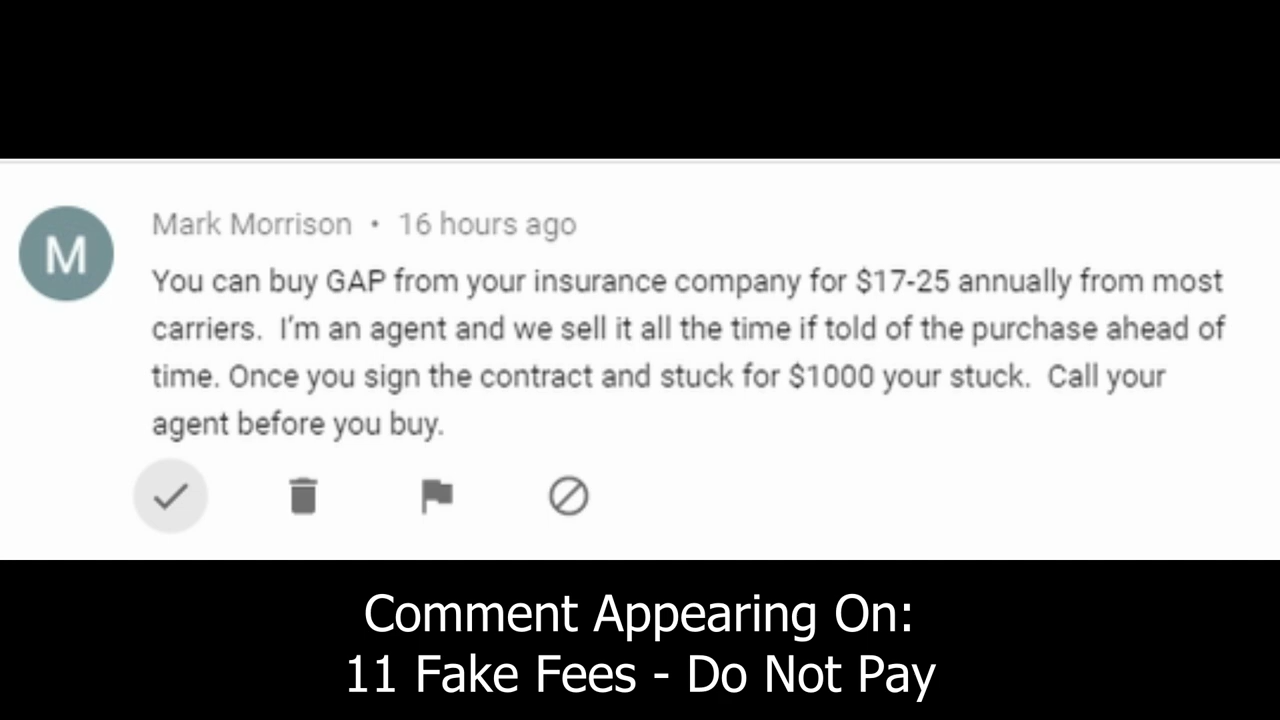 M
Mark Morrison • 16 hours ago
You can buy GAP from your insurance company for $17-25 annually from most
carriers.  I’m an agent and we sell it all the time if told of the purchase ahead of
time. Once you sign the contract and stuck for $1000 your stuck.  Call your
agent before you buy.
Comment Appearing On:
11 Fake Fees - Do Not Pay